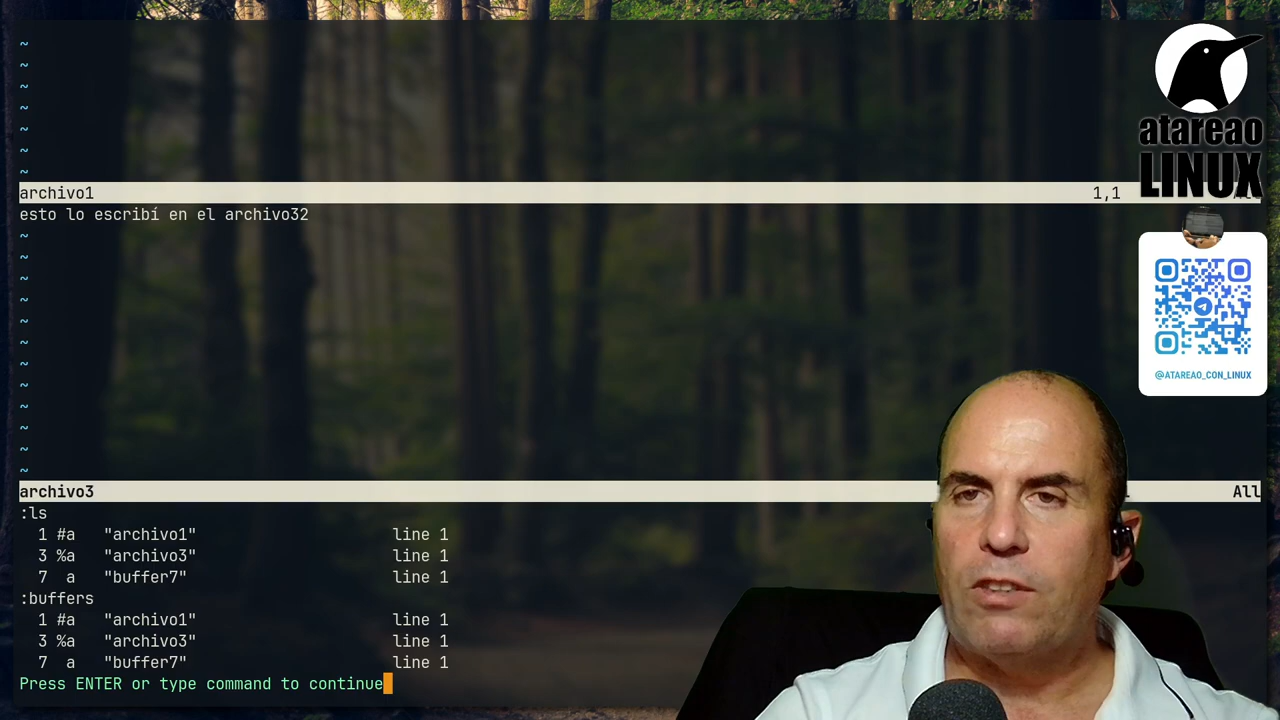 ~
~
~
~
~
~
~
archivo1 1,1
esto lo escribí en el archivo32
~
~
~
~
~
~
~
~
~
~
~
~
archivo3 All
:ls
1 #a "archivo1" line 1
3 %a "archivo3" line 1
7 a "buffer7" line 1
:buffers
1 #a "archivo1" line 1
3 %a "archivo3" line 1
7 a "buffer7" line 1
Press ENTER or type command to continue
atareao
LINUX
@ATAREAO_CON_LINUX